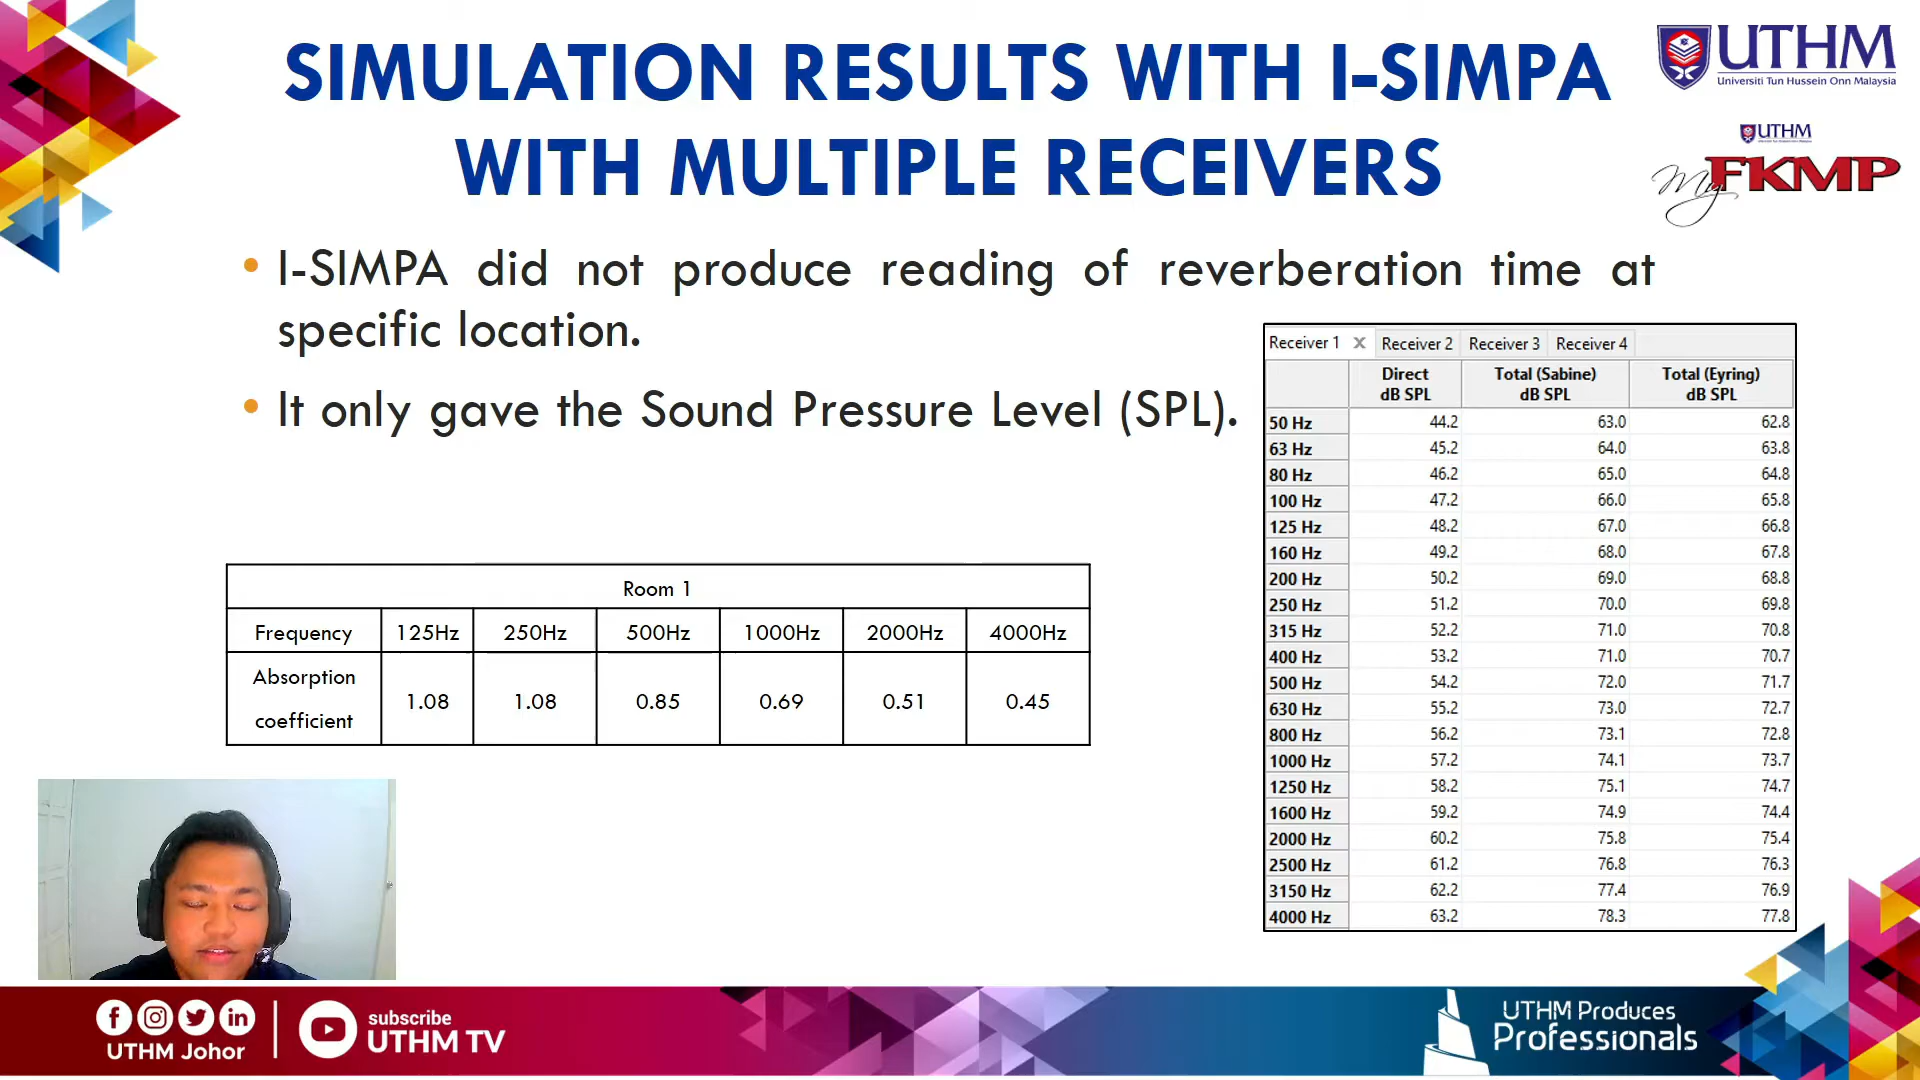 SIMULATION RESULTS WITH I-SIMPA
WITH MULTIPLE RECEIVERS
UTHM
Universiti Tun Hussein Onn Malaysia
UTHM
My FKMP
• I-SIMPA did not produce reading of reverberation time at
specific location.
• It only gave the Sound Pressure Level (SPL).
Room 1
Frequency 125Hz 250Hz 500Hz 1000Hz 2000Hz 4000Hz
Absorption coefficient 1.08 1.08 0.85 0.69 0.51 0.45
Receiver 1 X Receiver 2 Receiver 3 Receiver 4
Direct dB SPL Total (Sabine) dB SPL Total (Eyring) dB SPL
50 Hz 44.2 63.0 62.8
63 Hz 45.2 64.0 63.8
80 Hz 46.2 65.0 64.8
100 Hz 47.2 66.0 65.8
125 Hz 48.2 67.0 66.8
160 Hz 49.2 68.0 67.8
200 Hz 50.2 69.0 68.8
250 Hz 51.2 70.0 69.8
315 Hz 52.2 71.0 70.8
400 Hz 53.2 71.0 70.7
500 Hz 54.2 72.0 71.7
630 Hz 55.2 73.0 72.7
800 Hz 56.2 73.1 72.8
1000 Hz 57.2 74.1 73.7
1250 Hz 58.2 75.1 74.7
1600 Hz 59.2 74.9 74.4
2000 Hz 60.2 75.8 75.4
2500 Hz 61.2 76.8 76.3
3150 Hz 62.2 77.4 76.9
4000 Hz 63.2 78.3 77.8
UTHM Johor
subscribe
UTHM TV
UTHM Produces
Professionals